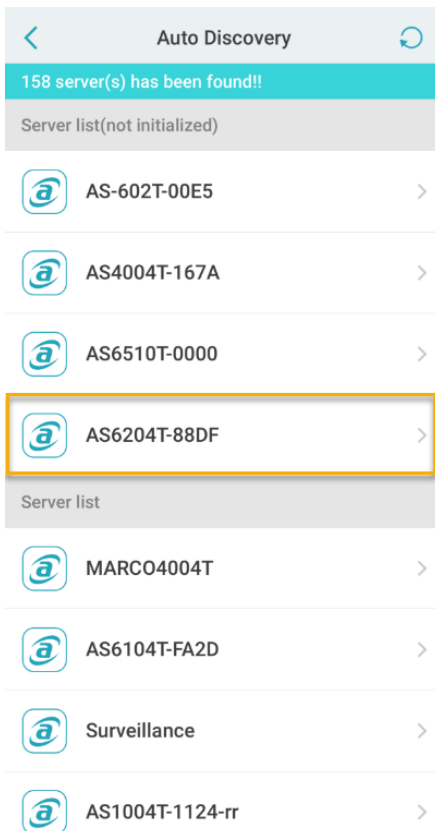 Auto Discovery
158 server(s) has been found!!
Server list(not initialized)
AS-602T-00E5
AS4004T-167A
AS6510T-0000
AS6204T-88DF
Server list
MARCO4004T
AS6104T-FA2D
Surveillance
AS1004T-1124-rr